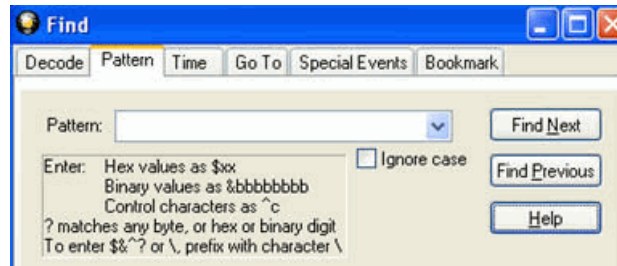 Find
Decode Pattern Time Go To Special Events Bookmark
Pattern:
Find Next
Ignore case
Enter: Hex values as $xx
Binary values as &bbbbbbbb
Control characters as ^c
? matches any byte, or hex or binary digit
To enter $&^? or \, prefix with character \
Find Previous
Help